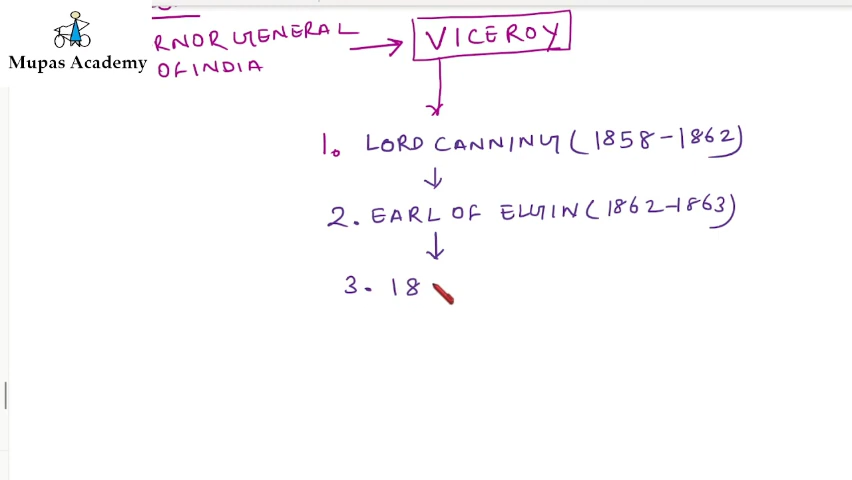 RNOR GENERAL → VICEROY
Mupas Academy
OF INDIA
1. LORD CANNING (1858-1862)
2. EARL OF ELGIN (1862-1863)
3. 18